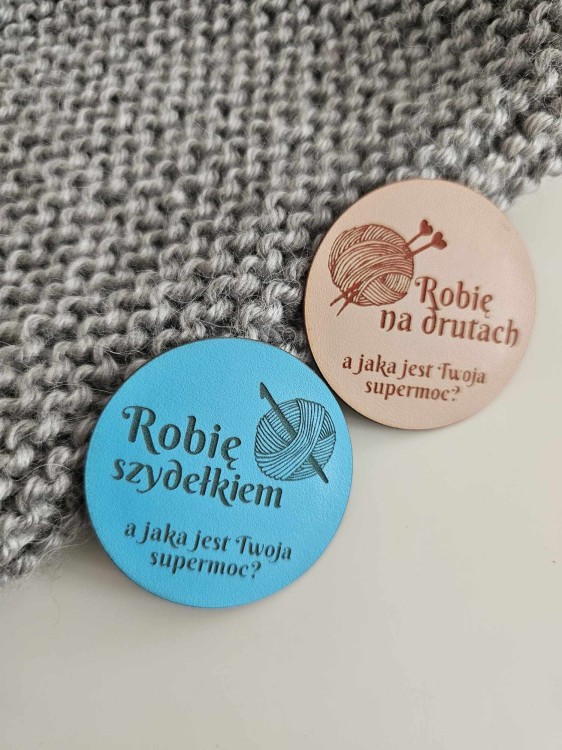 Robię
na drutach
a jaka jest Twoja
supermoc?
Robię
szydełkiem
a jaka jest Twoja
supermoc?